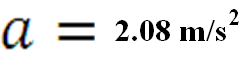 a = 2.08 m/s²